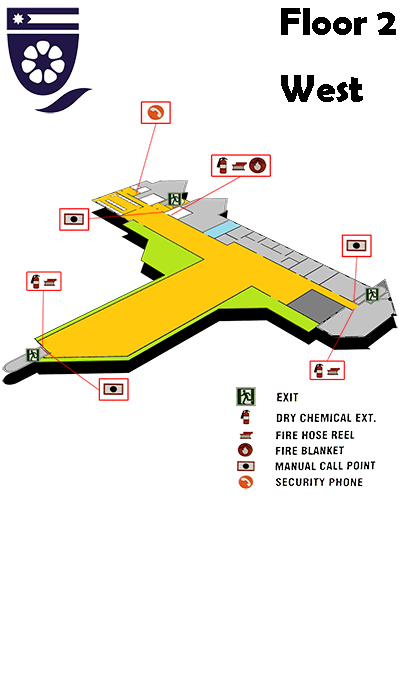 Floor 2
West
EXIT
DRY CHEMICAL EXT.
FIRE HOSE REEL
FIRE BLANKET
MANUAL CALL POINT
SECURITY PHONE